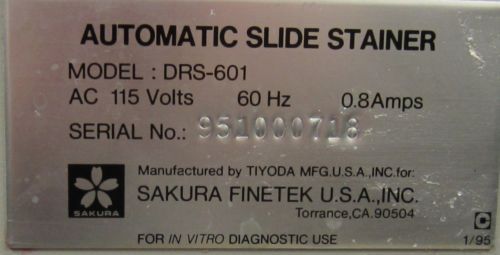 AUTOMATIC SLIDE STAINER
MODEL : DRS-601
AC 115 Volts 60 Hz 0.8Amps
SERIAL No.: 951000718
Manufactured by TIYODA MFG.U.S.A.,INC.for:
SAKURA FINETEK U.S.A.,INC.
Torrance,CA.90504
SAKURA
C
FOR IN VITRO DIAGNOSTIC USE 1/95